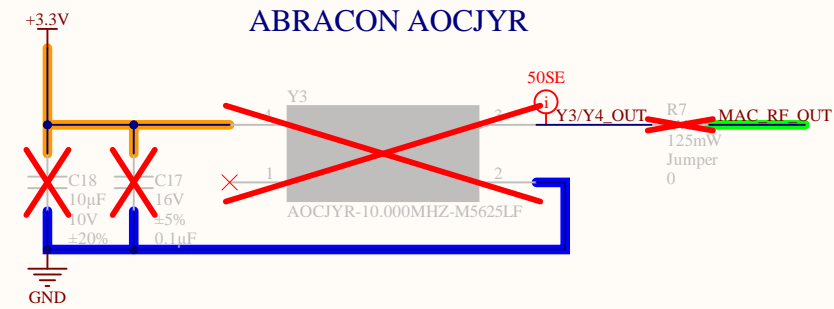 ABRACON AOCJYR
+3.3V
50SE
i
Y3
Y3/Y4_OUT
R7
MAC_RF_OUT
4
3
125mW
Jumper
0
1
2
C18
10µF
10V
±20%
C17
16V
±5%
0.1µF
AOCJYR-10.000MHZ-M5625LF
GND